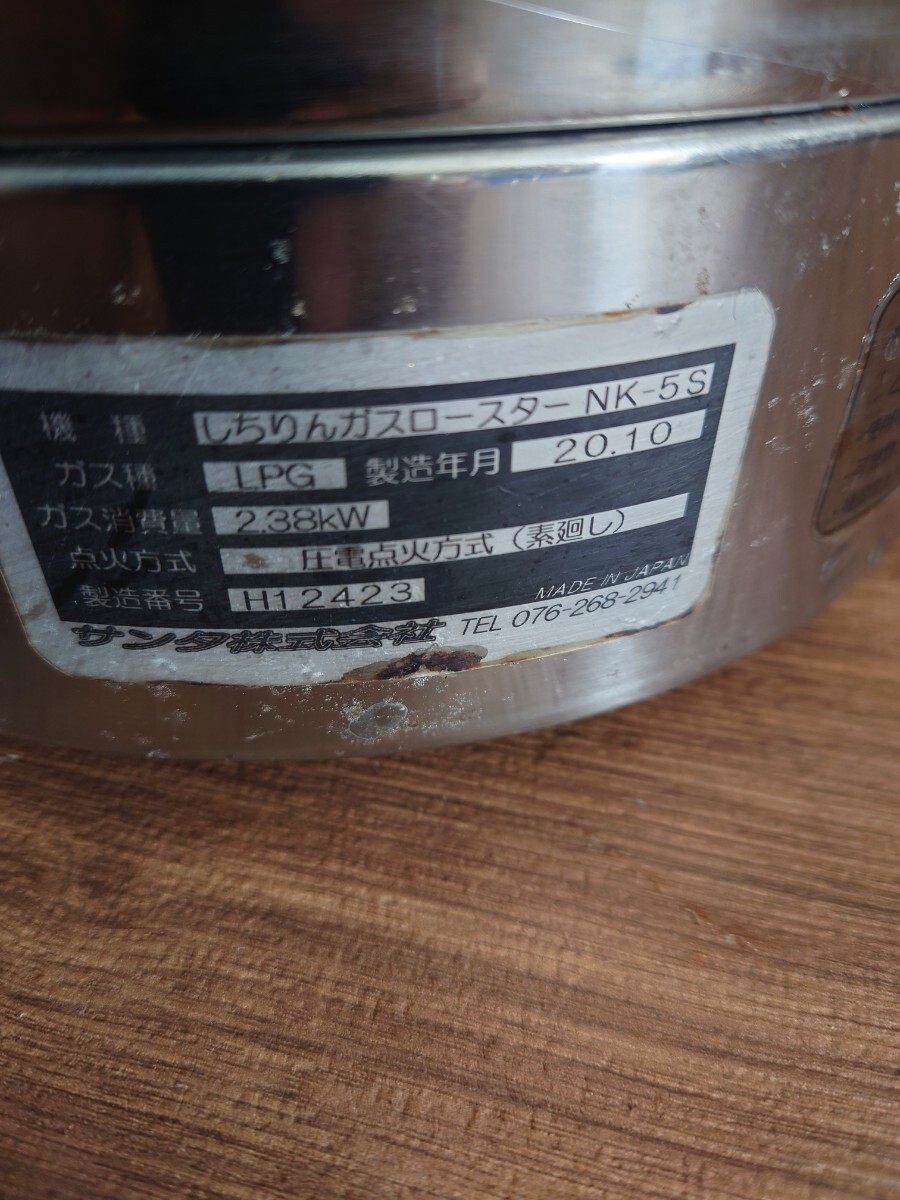 機種 しちりんガスロースター NK-5S
ガス種 LPG 製造年月 20.10
ガス消費量 2.38kW
点火方式 圧電点火方式(素廻し)
製造番号 H12423 MADE IN JAPAN
サンタ株式会社 TEL 076-268-2941